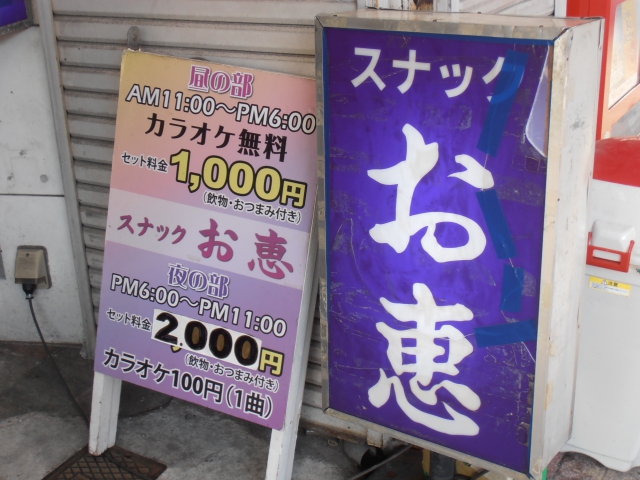 昼の部
AM11:00～PM6:00
カラオケ無料
セット料金1,000円
(飲物・おつまみ付き)
スナック お恵
夜の部
PM6:00～PM11:00
セット料金2.000円
(飲物・おつまみ付き)
カラオケ100円(1曲)
スナック
お恵